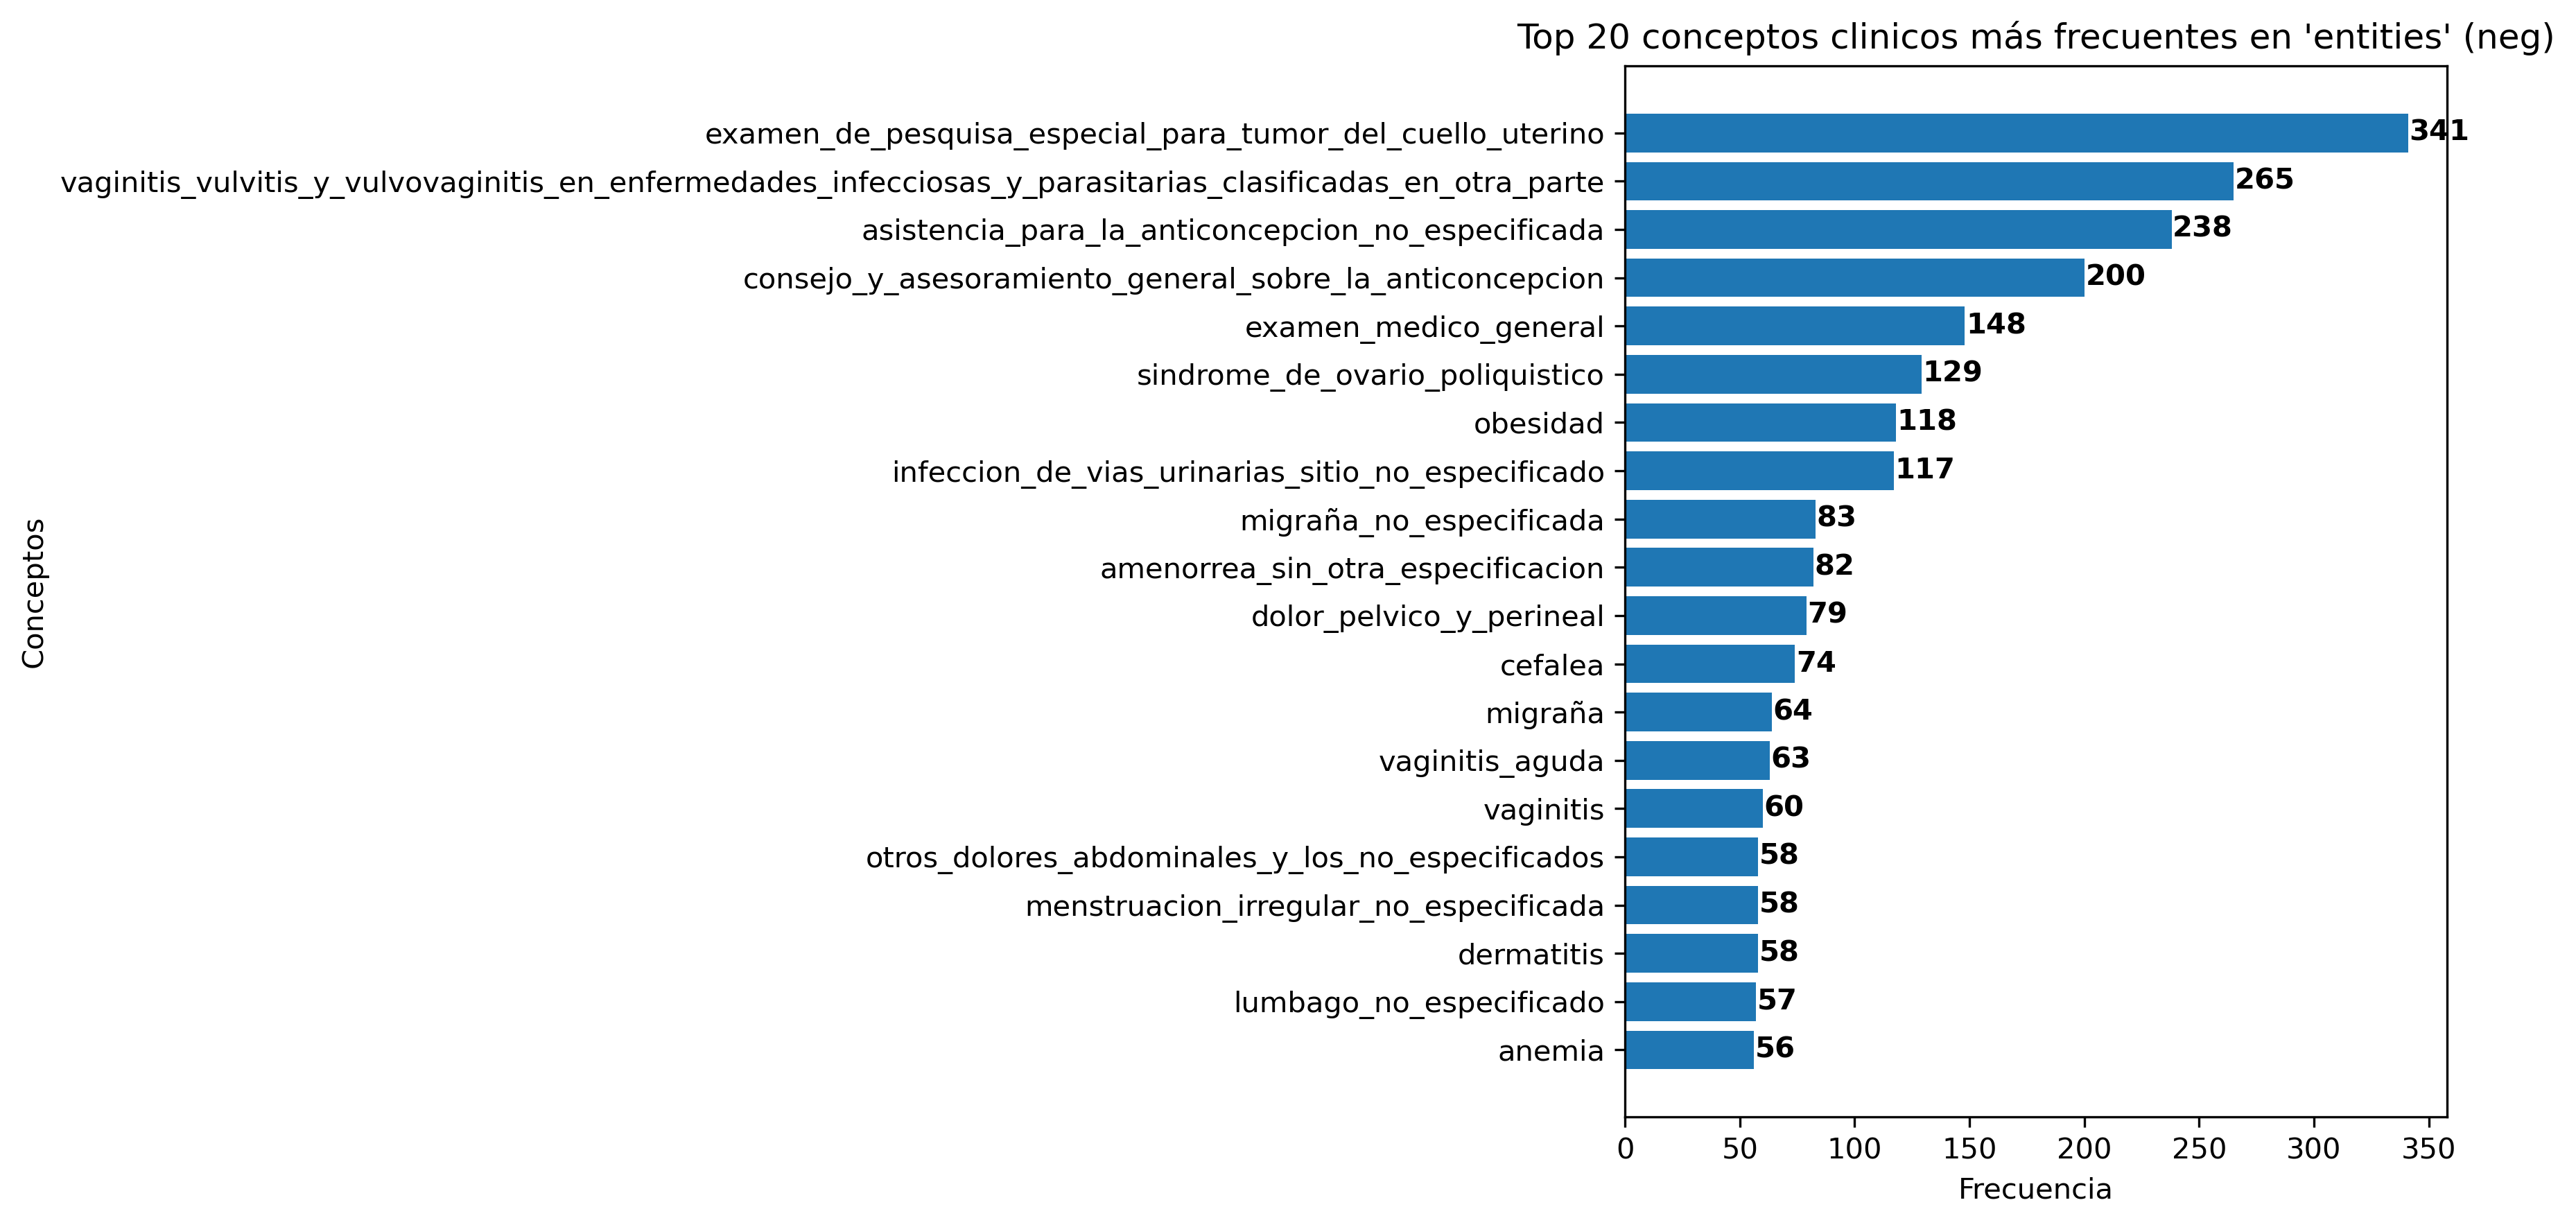 Top 20 conceptos clinicos más frecuentes en 'entities' (neg)
examen_de_pesquisa_especial_para_tumor_del_cuello_uterino 341
vaginitis_vulvitis_y_vulvovaginitis_en_enfermedades_infecciosas_y_parasitarias_clasificadas_en_otra_parte 265
asistencia_para_la_anticoncepcion_no_especificada 238
consejo_y_asesoramiento_general_sobre_la_anticoncepcion 200
examen_medico_general 148
sindrome_de_ovario_poliquistico 129
obesidad 118
infeccion_de_vias_urinarias_sitio_no_especificado 117
migraña_no_especificada 83
amenorrea_sin_otra_especificacion 82
dolor_pelvico_y_perineal 79
cefalea 74
migraña 64
vaginitis_aguda 63
vaginitis 60
otros_dolores_abdominales_y_los_no_especificados 58
menstruacion_irregular_no_especificada 58
dermatitis 58
lumbago_no_especificado 57
anemia 56
Conceptos
0 50 100 150 200 250 300 350
Frecuencia